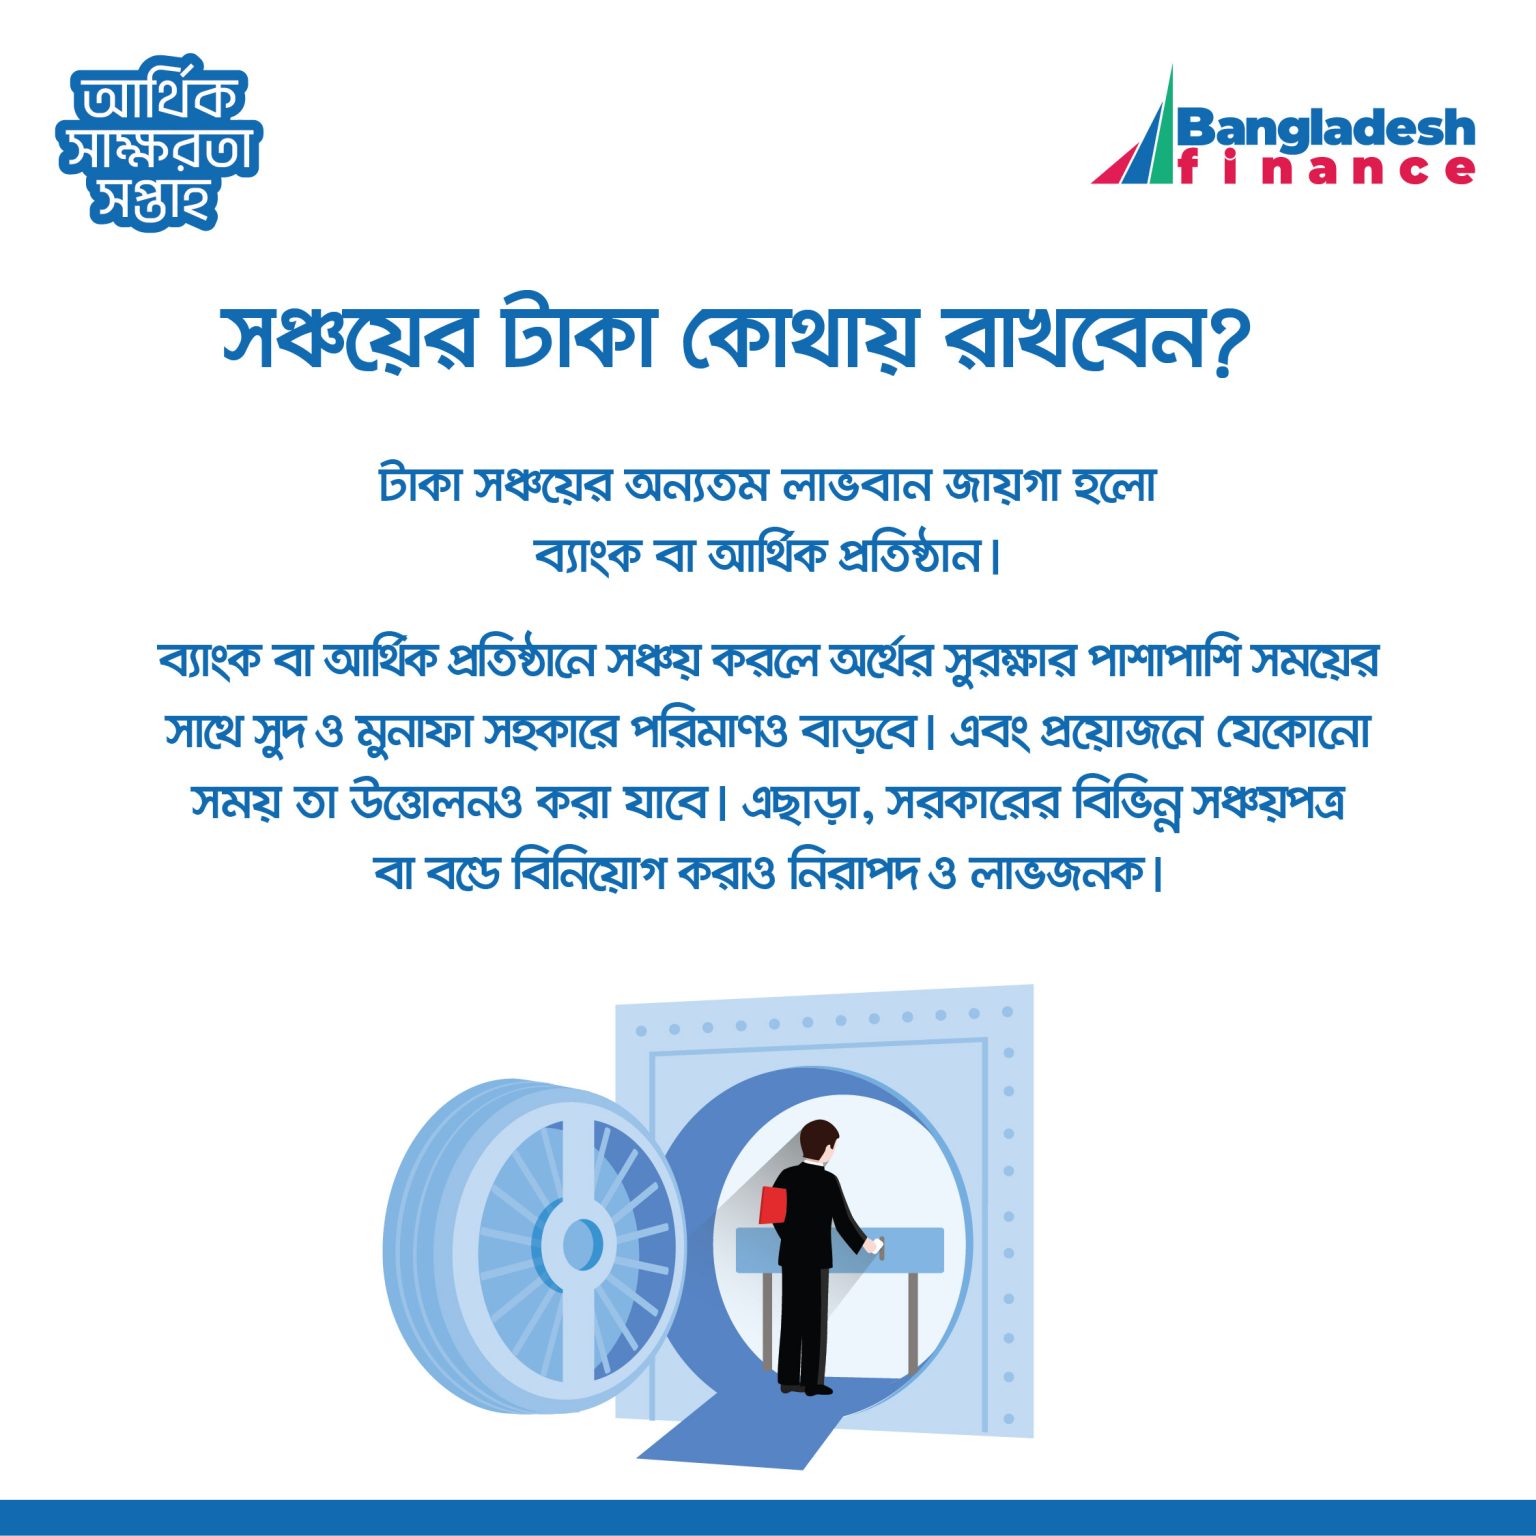 আর্থিক
সাক্ষরতা
সপ্তাহ
Bangladesh
finance
সঞ্চয়ের টাকা কোথায় রাখবেন?
টাকা সঞ্চয়ের অন্যতম লাভবান জায়গা হলো
ব্যাংক বা আর্থিক প্রতিষ্ঠান।
ব্যাংক বা আর্থিক প্রতিষ্ঠানে সঞ্চয় করলে অর্থের সুরক্ষার পাশাপাশি সময়ের
সাথে সুদ ও মুনাফা সহকারে পরিমাণও বাড়বে। এবং প্রয়োজনে যেকোনো
সময় তা উত্তোলনও করা যাবে। এছাড়া, সরকারের বিভিন্ন সঞ্চয়পত্র
বা বন্ডে বিনিয়োগ করাও নিরাপদ ও লাভজনক।